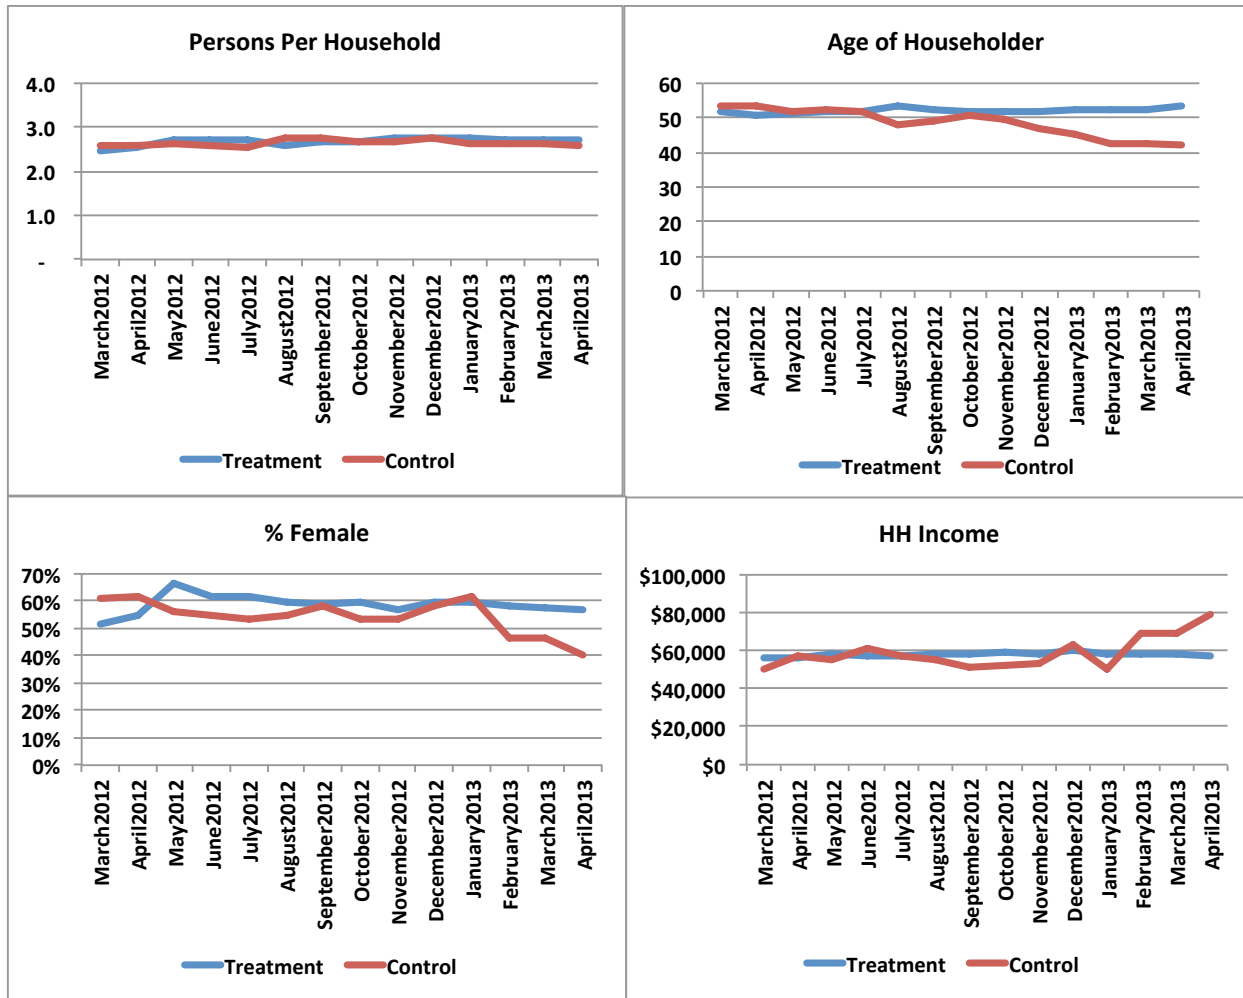 Persons Per Household
4.0
3.0
2.0
1.0
-
March2012
April2012
May2012
June2012
July2012
August2012
September2012
October2012
November2012
December2012
January2013
February2013
March2013
April2013
Treatment Control
Age of Householder
60
50
40
30
20
10
0
March2012
April2012
May2012
June2012
July2012
August2012
September2012
October2012
November2012
December2012
January2013
February2013
March2013
April2013
Treatment Control
% Female
70%
60%
50%
40%
30%
20%
10%
0%
March2012
April2012
May2012
June2012
July2012
August2012
September2012
October2012
November2012
December2012
January2013
February2013
March2013
April2013
Treatment Control
HH Income
$100,000
$80,000
$60,000
$40,000
$20,000
$0
March2012
April2012
May2012
June2012
July2012
August2012
September2012
October2012
November2012
December2012
January2013
February2013
March2013
April2013
Treatment Control